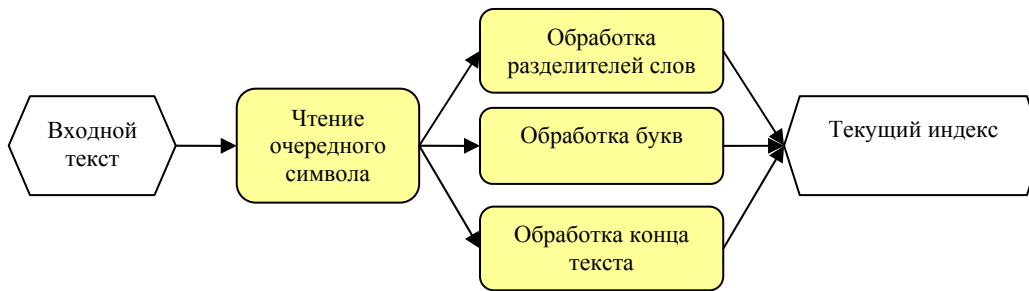 Входной
текст
Чтение
очередного
символа
Обработка
разделителей слов
Обработка букв
Обработка конца
текста
Текущий индекс